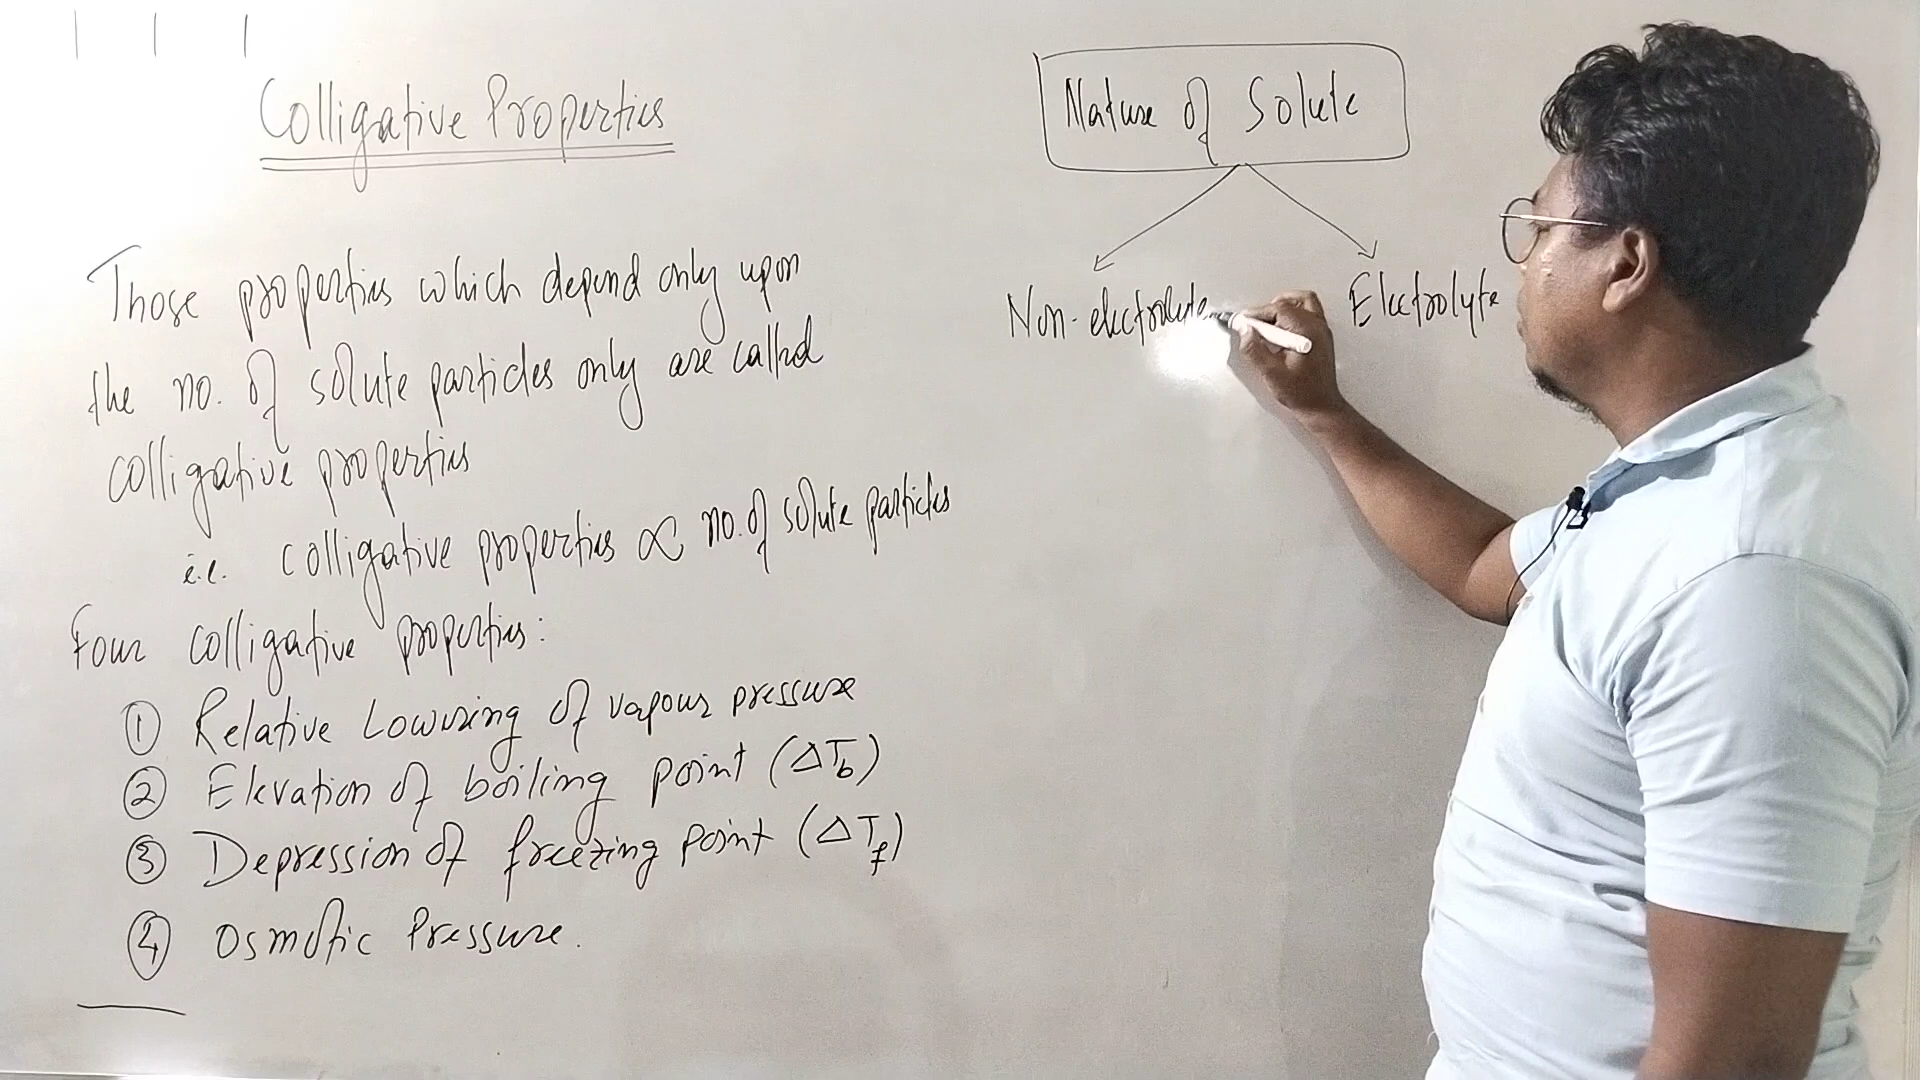 Colligative Properties
Those properties which depend only upon
the no. of solute particles only are called
colligative properties
i.e. colligative properties ∝ no. of solute particles
Four colligative properties:
① Relative Lowering of vapour pressure
② Elevation of boiling point (ΔTb)
③ Depression of freezing point (ΔTf)
④ Osmotic Pressure.
Nature of Solute
Non-electrolyte
Electrolyte